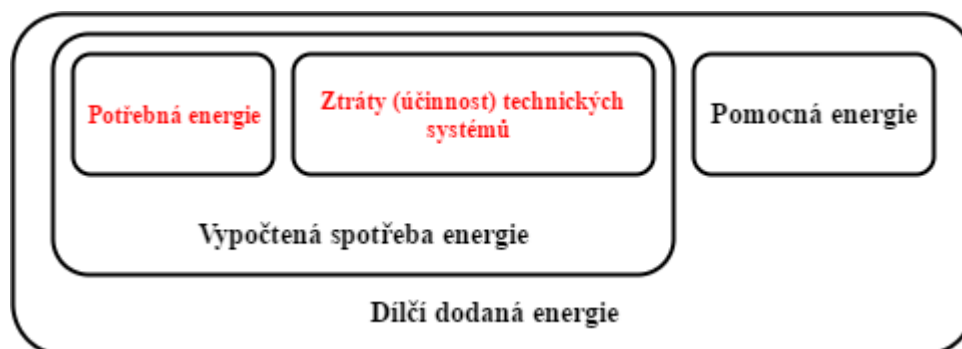 Potřebná energie
Ztráty (účinnost) technických
systémů
Pomocná energie
Vypočtená spotřeba energie
Dílčí dodaná energie